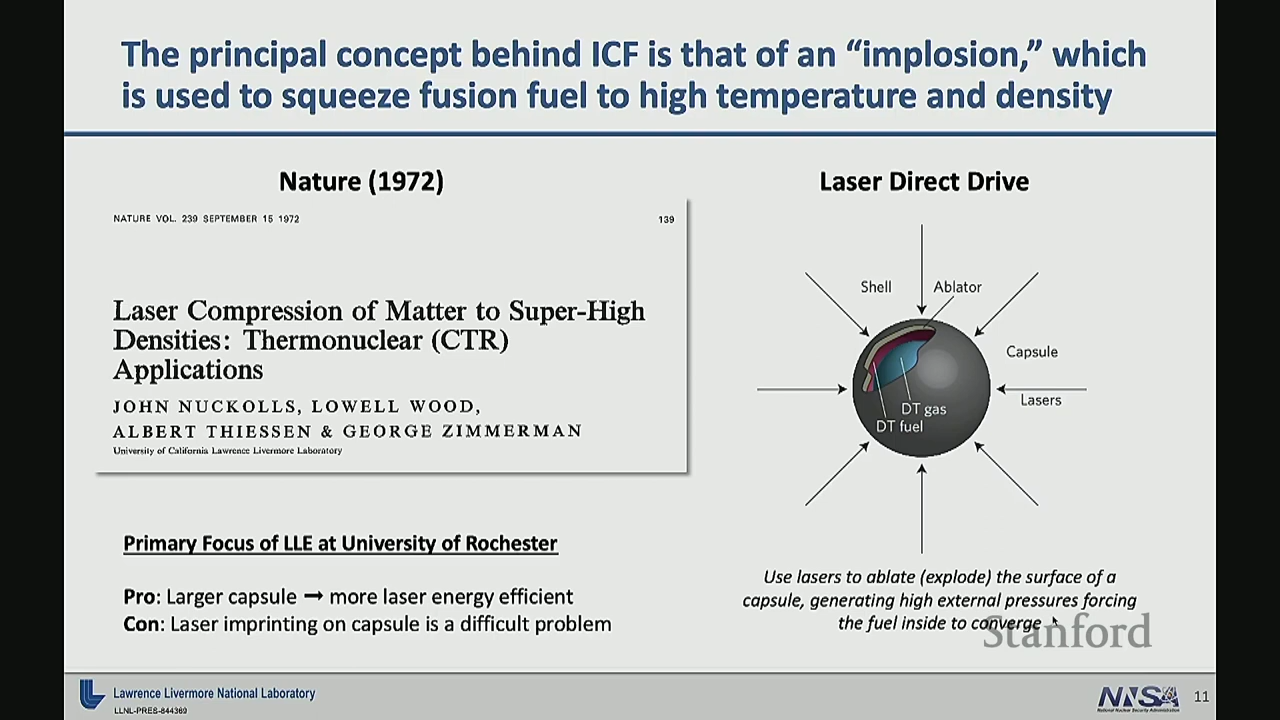 The principal concept behind ICF is that of an “implosion,” which
is used to squeeze fusion fuel to high temperature and density
Nature (1972)
NATURE VOL. 239 SEPTEMBER 15 1972
139
Laser Compression of Matter to Super-High
Densities: Thermonuclear (CTR)
Applications
JOHN NUCKOLLS, LOWELL WOOD,
ALBERT THIESSEN & GEORGE ZIMMERMAN
University of California Lawrence Livermore Laboratory
Primary Focus of LLE at University of Rochester
Pro: Larger capsule → more laser energy efficient
Con: Laser imprinting on capsule is a difficult problem
Laser Direct Drive
Shell
Ablator
Capsule
Lasers
DT gas
DT fuel
Use lasers to ablate (explode) the surface of a
capsule, generating high external pressures forcing
the fuel inside to converge
Stanford
Lawrence Livermore National Laboratory
LLNL-PRES-844369
NNSA
National Nuclear Security Administration
11